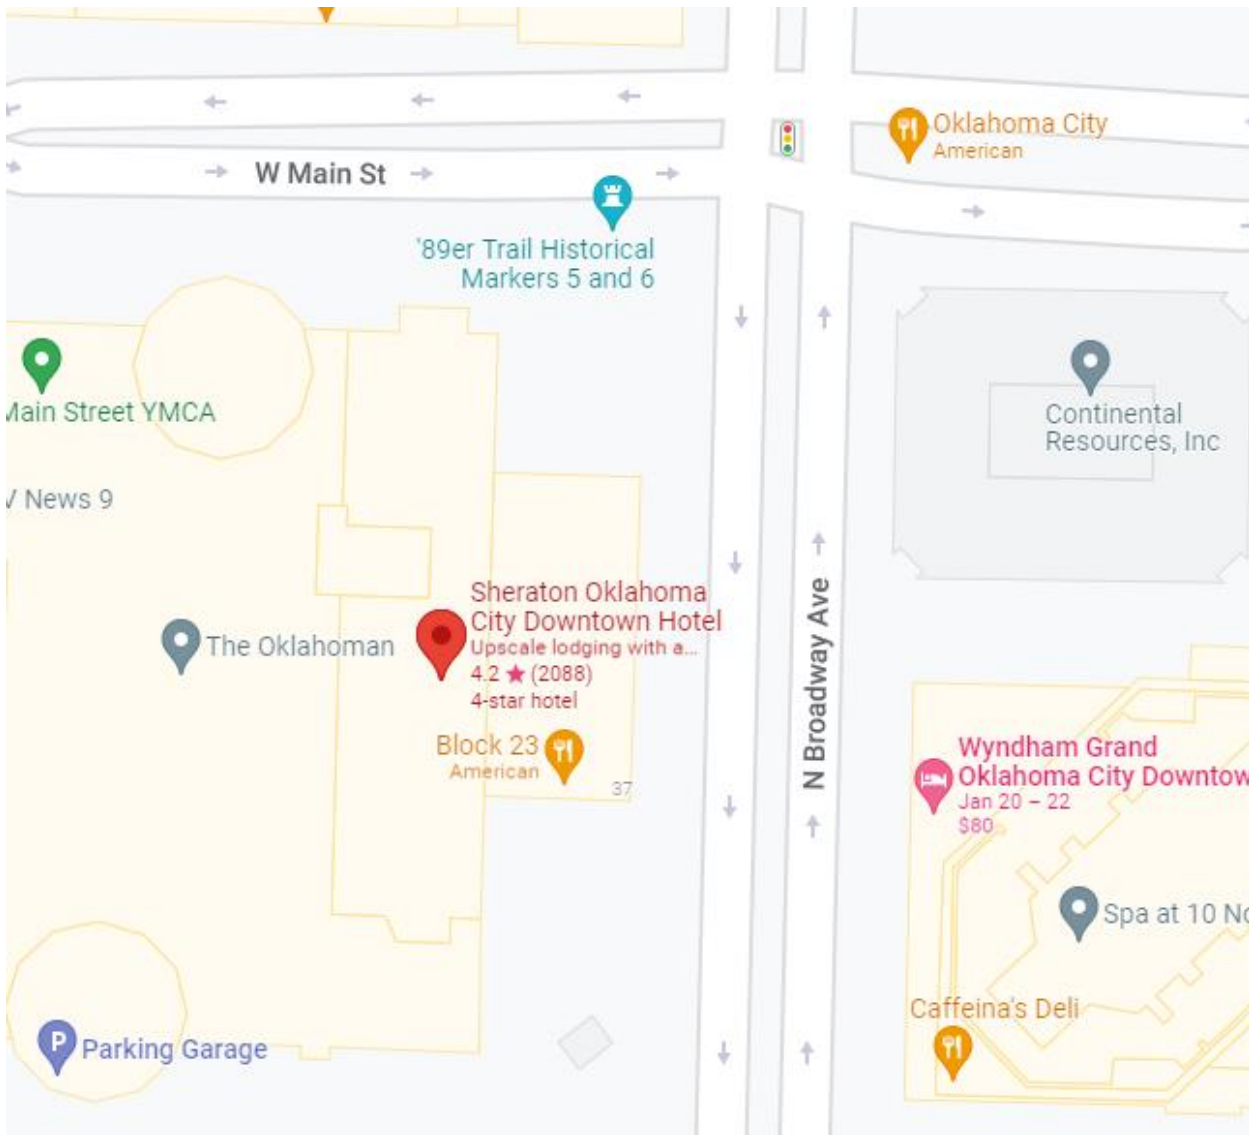 Oklahoma City
American
W Main St
'89er Trail Historical
Markers 5 and 6
Main Street YMCA
Continental
Resources, Inc
V News 9
Sheraton Oklahoma
City Downtown Hotel
Upscale lodging with a...
4.2 ★ (2088)
4-star hotel
The Oklahoman
N Broadway Ave
Block 23
American
37
Wyndham Grand
Oklahoma City Downtow
Jan 20 – 22
$80
Spa at 10 No
Caffeina's Deli
P Parking Garage